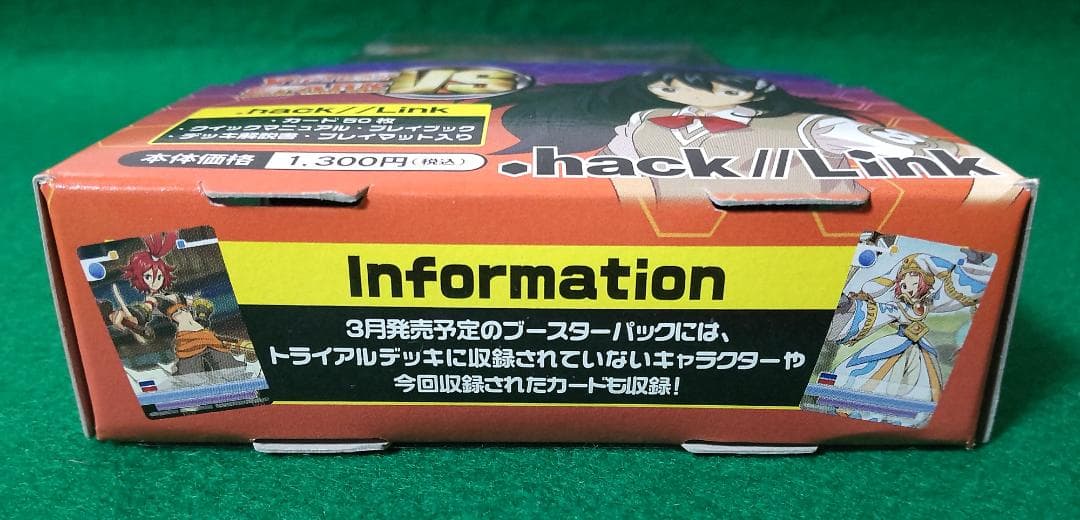 VS
.hack//Link
・カード50枚
・クイックマニュアル・プレイブック
・デッキ解説書・プレイマット入り
本体価格 1,300円(税込)
.hack//Link
Information
3月発売予定のブースターパックには、
トライアルデッキに収録されていないキャラクターや
今回収録されたカードも収録!